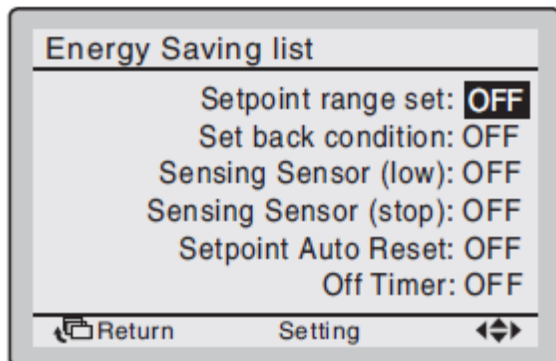 Energy Saving list
Setpoint range set: OFF
Set back condition: OFF
Sensing Sensor (low): OFF
Sensing Sensor (stop): OFF
Setpoint Auto Reset: OFF
Off Timer: OFF
Return Setting